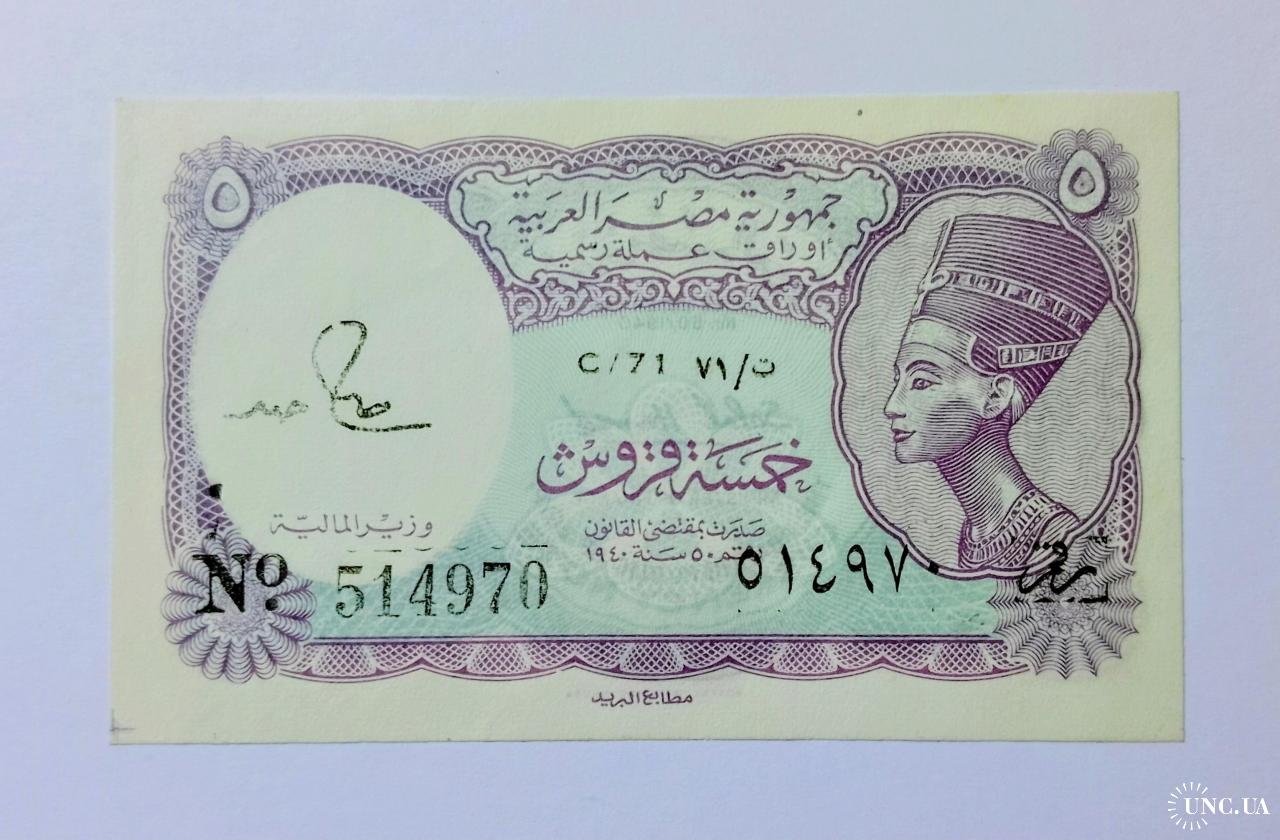 ٥ ٥
جمهورية مصر العربية
أوراق عملة رسمية
C/71 ٧١/ت
خمسة قروش
وزير المالية
صدرت بمقتضى القانون
رقم ٥٠ سنة ١٩٤٠
Nº 514970 ٥١٤٩٧٠
مطابع البريد
UNC.UA